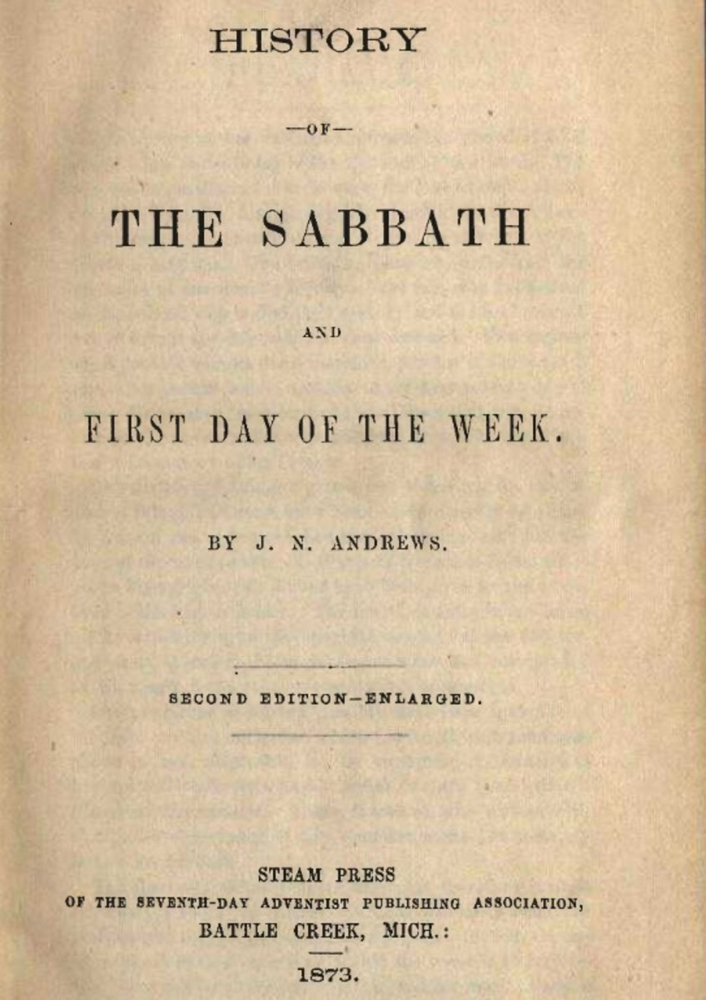 HISTORY
—OF—
THE SABBATH
AND
FIRST DAY OF THE WEEK.
BY J. N. ANDREWS.
SECOND EDITION—ENLARGED.
STEAM PRESS
OF THE SEVENTH-DAY ADVENTIST PUBLISHING ASSOCIATION,
BATTLE CREEK, MICH.:
1873.